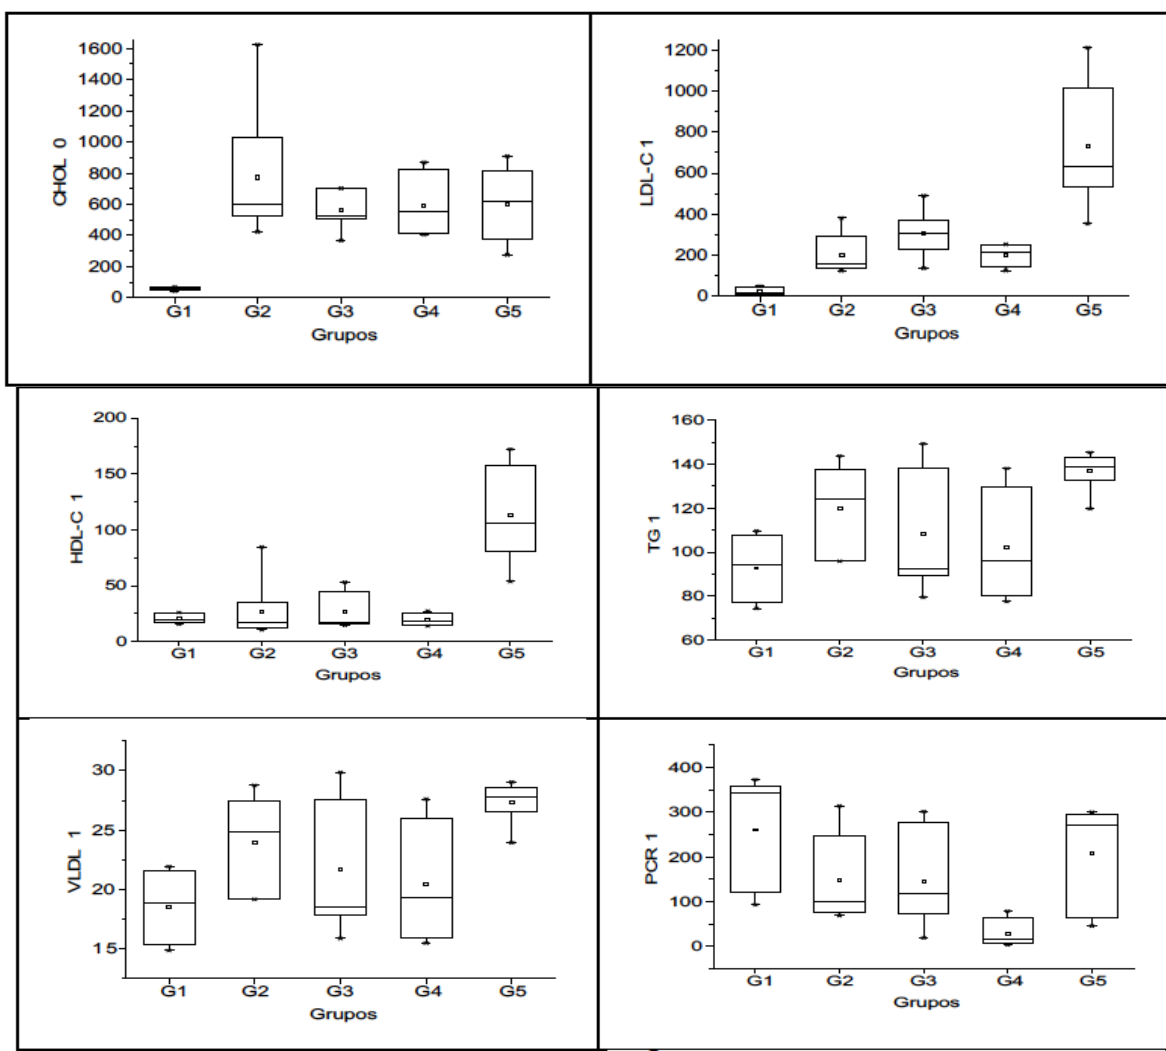 CHOL 0
1600
1400
1200
1000
800
600
400
200
0
G1 G2 G3 G4 G5
Grupos
LDL-C 1
1200
1000
800
600
400
200
0
G1 G2 G3 G4 G5
Grupos
HDL-C 1
200
150
100
50
0
G1 G2 G3 G4 G5
Grupos
TG 1
160
140
120
100
80
60
G1 G2 G3 G4 G5
Grupos
VLDL 1
30
25
20
15
G1 G2 G3 G4 G5
Grupos
PCR 1
400
300
200
100
0
G1 G2 G3 G4 G5
Grupos